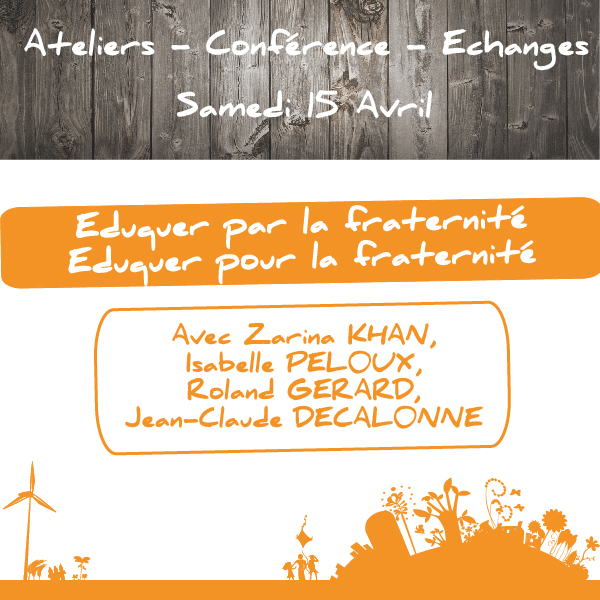 Ateliers - Conférence - Echanges
Samedi 15 Avril
Eduquer par la fraternité
Eduquer pour la fraternité
Avec Zarina KHAN,
Isabelle PELOUX,
Roland GERARD,
Jean-Claude DECALONNE